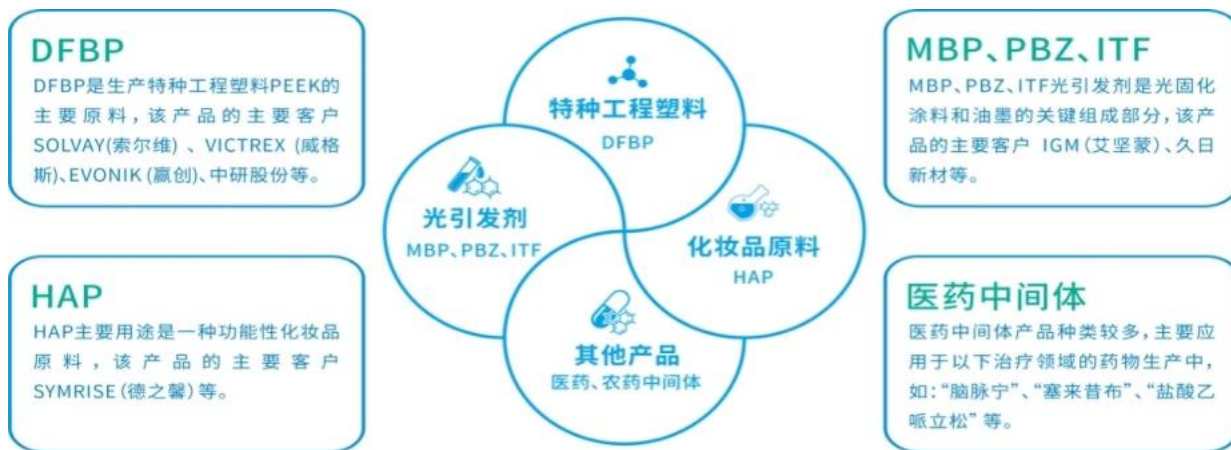 DFBP
DFBP是生产特种工程塑料PEEK的
主要原料，该产品的主要客户
SOLVAY(索尔维) 、VICTREX (威格
斯)、EVONIK (赢创)、中研股份等。
特种工程塑料
DFBP
MBP、PBZ、ITF
MBP、PBZ、ITF光引发剂是光固化
涂料和油墨的关键组成部分，该产
品的主要客户 IGM (艾坚蒙)、久日
新材等。
光引发剂
MBP、PBZ、ITF
化妆品原料
HAP
HAP
HAP主要用途是一种功能性化妆品
原料，该产品的主要客户
SYMRISE (德之馨) 等。
其他产品
医药、农药中间体
医药中间体
医药中间体产品种类较多，主要应
用于以下治疗领域的药物生产中，
如：“脑脉宁”、“塞来昔布”、“盐酸乙
哌立松” 等。